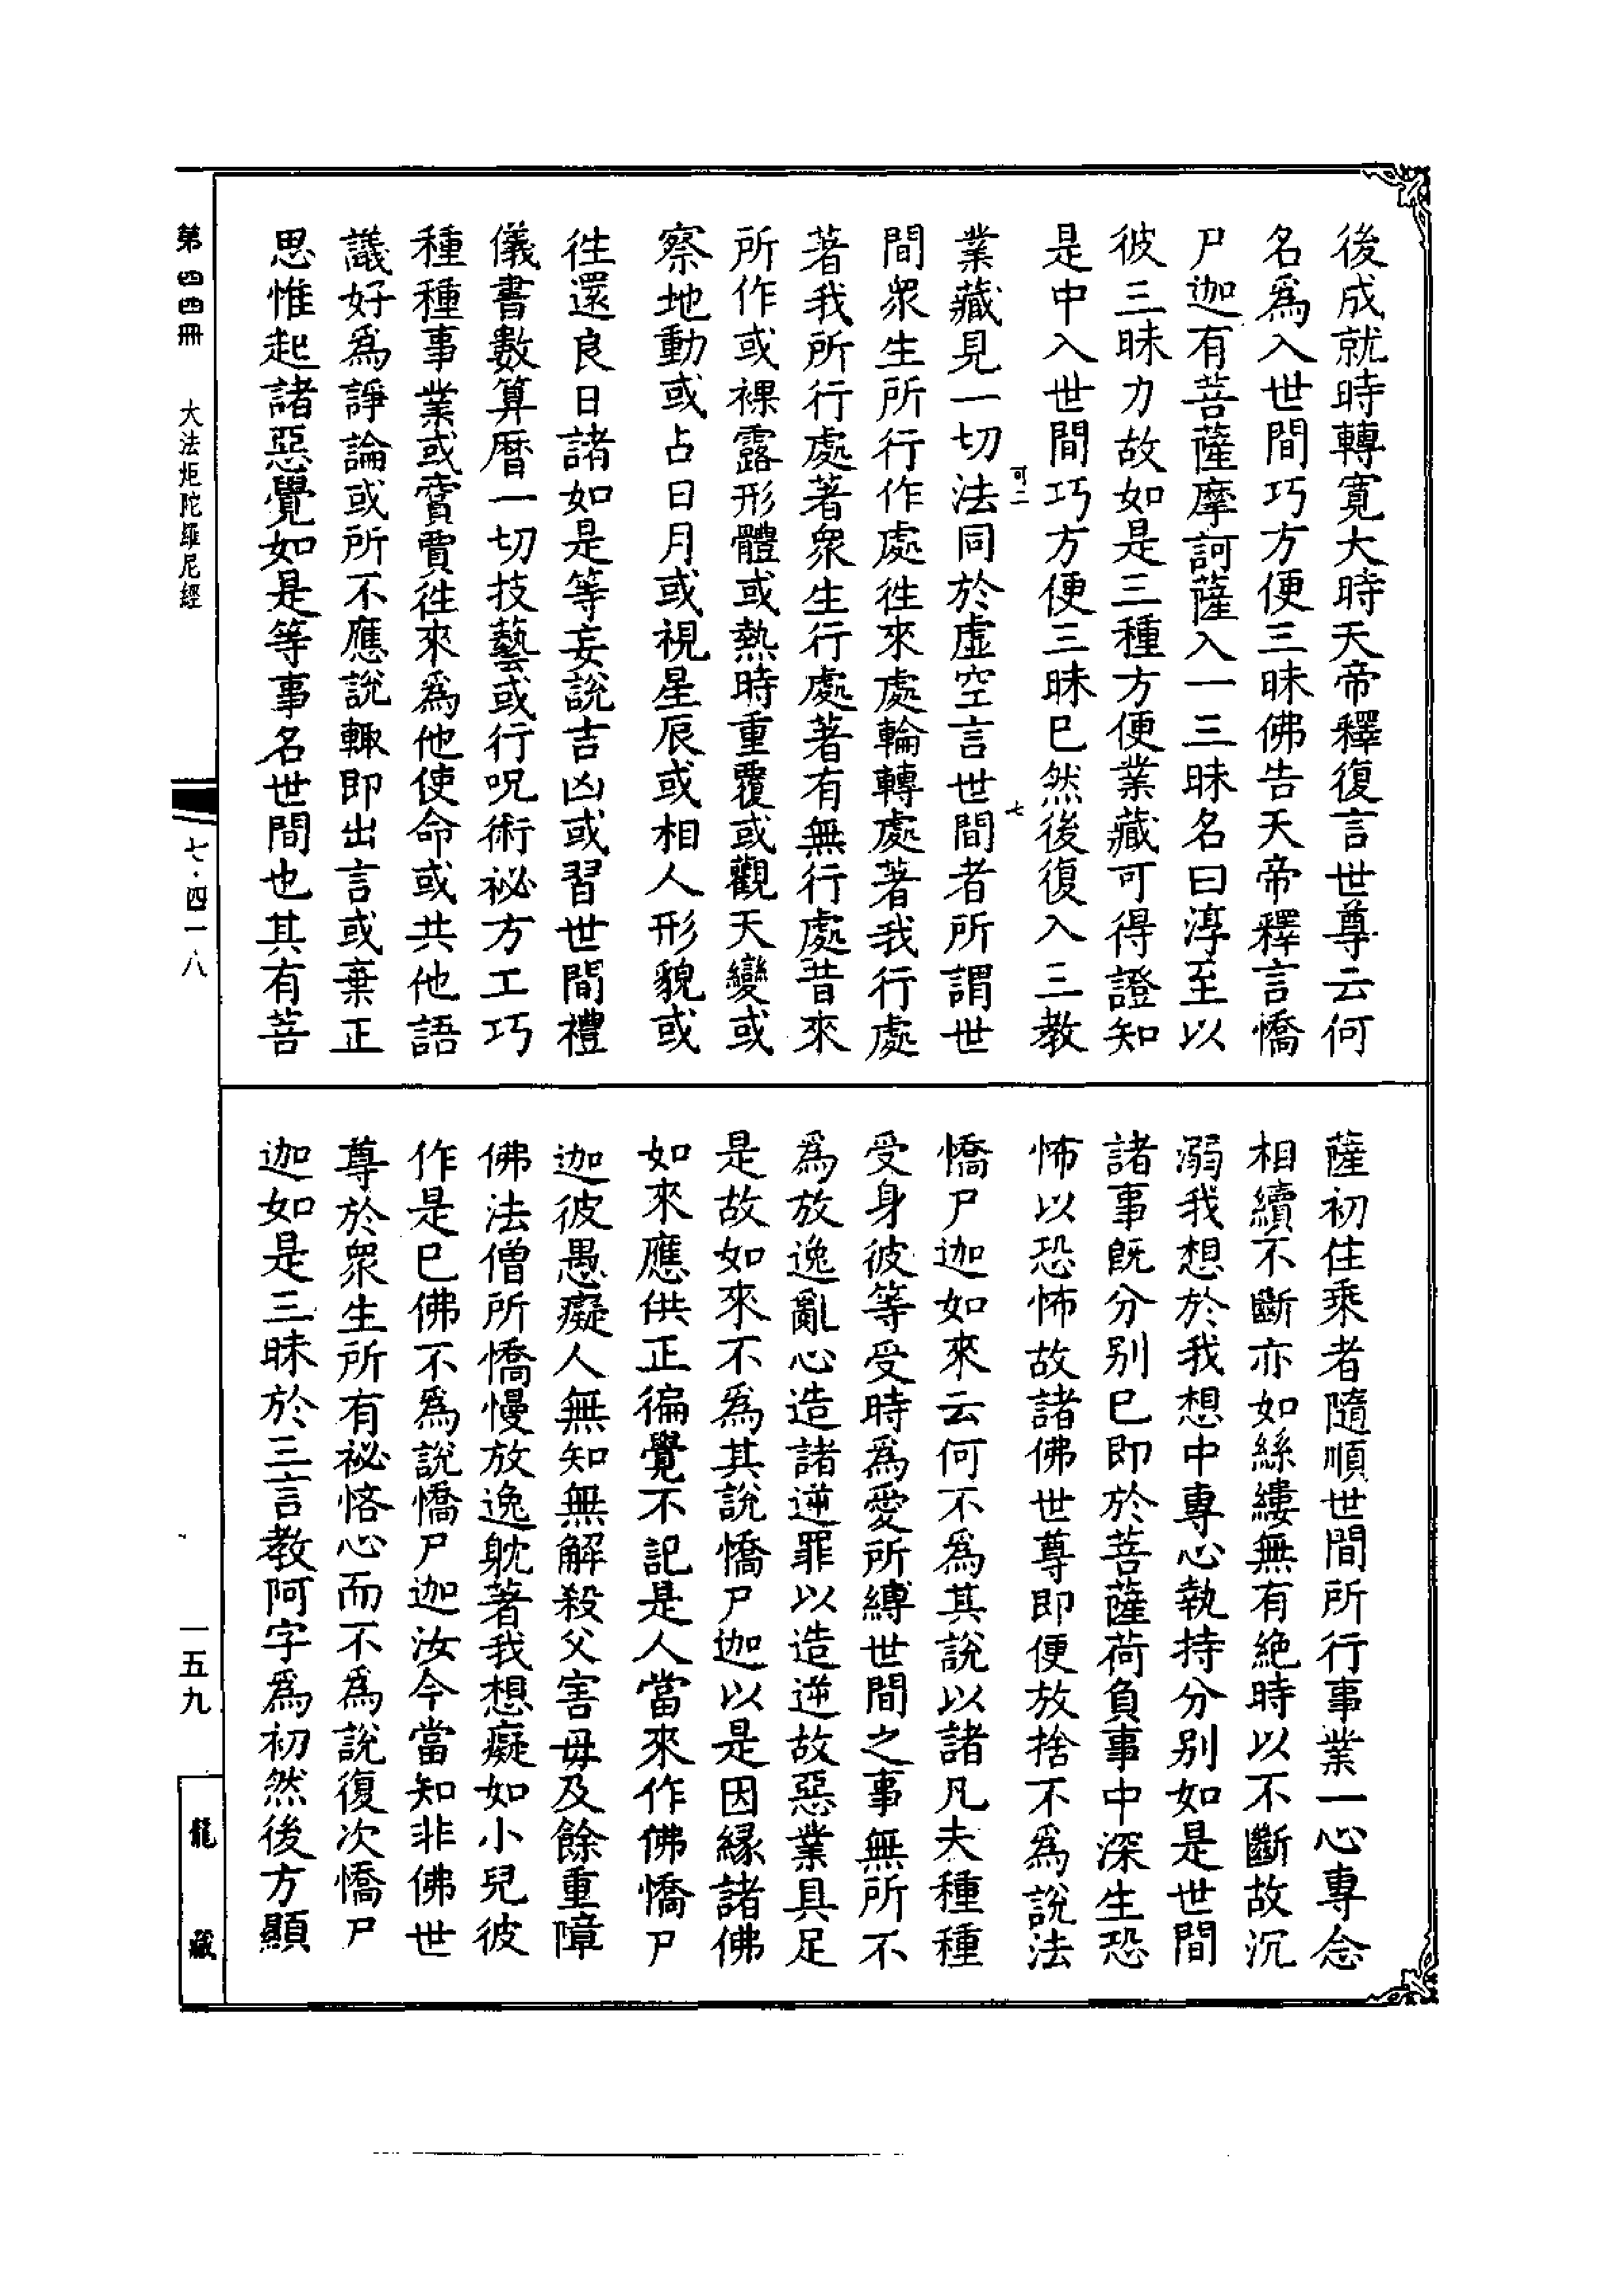 後成就時轉寬大時天帝釋復言世尊云何
名爲入世間巧方便三昧佛告天帝釋言憍
尸迦有菩薩摩訶薩入一三昧名曰淳至以
彼三昧力故如是三種方便業藏可得證知
是中入世間巧方便三昧已然後復入三教
可二
七
業藏見一切法同於虛空言世間者所謂世
間衆生所行作處徃來處輪轉處著我行處
著我所行處著衆生行處著有無行處昔來
所作或裸露形體或熱時重覆或觀天變或
察地動或占日月或視星辰或相人形貌或
徃還良日諸如是等妄說吉凶或習世間禮
儀書數算曆一切技藝或行呪術祕方工巧
種種事業或賣買徃來爲他使命或共他語
議好爲諍論或所不應說輙即出言或棄正
思惟起諸惡覺如是等事名世間也其有菩
薩初住乘者隨順世間所行事業一心專念
相續不斷亦如絲縷無有絶時以不斷故沉
溺我想於我想中專心執持分別如是世間
諸事旣分別已即於菩薩荷負事中深生恐
怖以恐怖故諸佛世尊即便放捨不爲說法
憍尸迦如來云何不爲其說以諸凡夫種種
受身彼等受時爲愛所縛世間之事無所不
爲放逸亂心造諸逆罪以造逆故惡業具足
是故如來不爲其說憍尸迦以是因緣諸佛
如來應供正徧覺不記是人當來作佛憍尸
迦彼愚癡人無知無解殺父害母及餘重障
佛法僧所憍慢放逸躭著我想癡如小兒彼
作是已佛不爲說憍尸迦汝今當知非佛世
尊於衆生所有祕悋心而不爲說復次憍尸
迦如是三昧於三言教阿字爲初然後方顯
第四四冊 大法炬陀羅尼經
七·四一八
一五九
龍藏